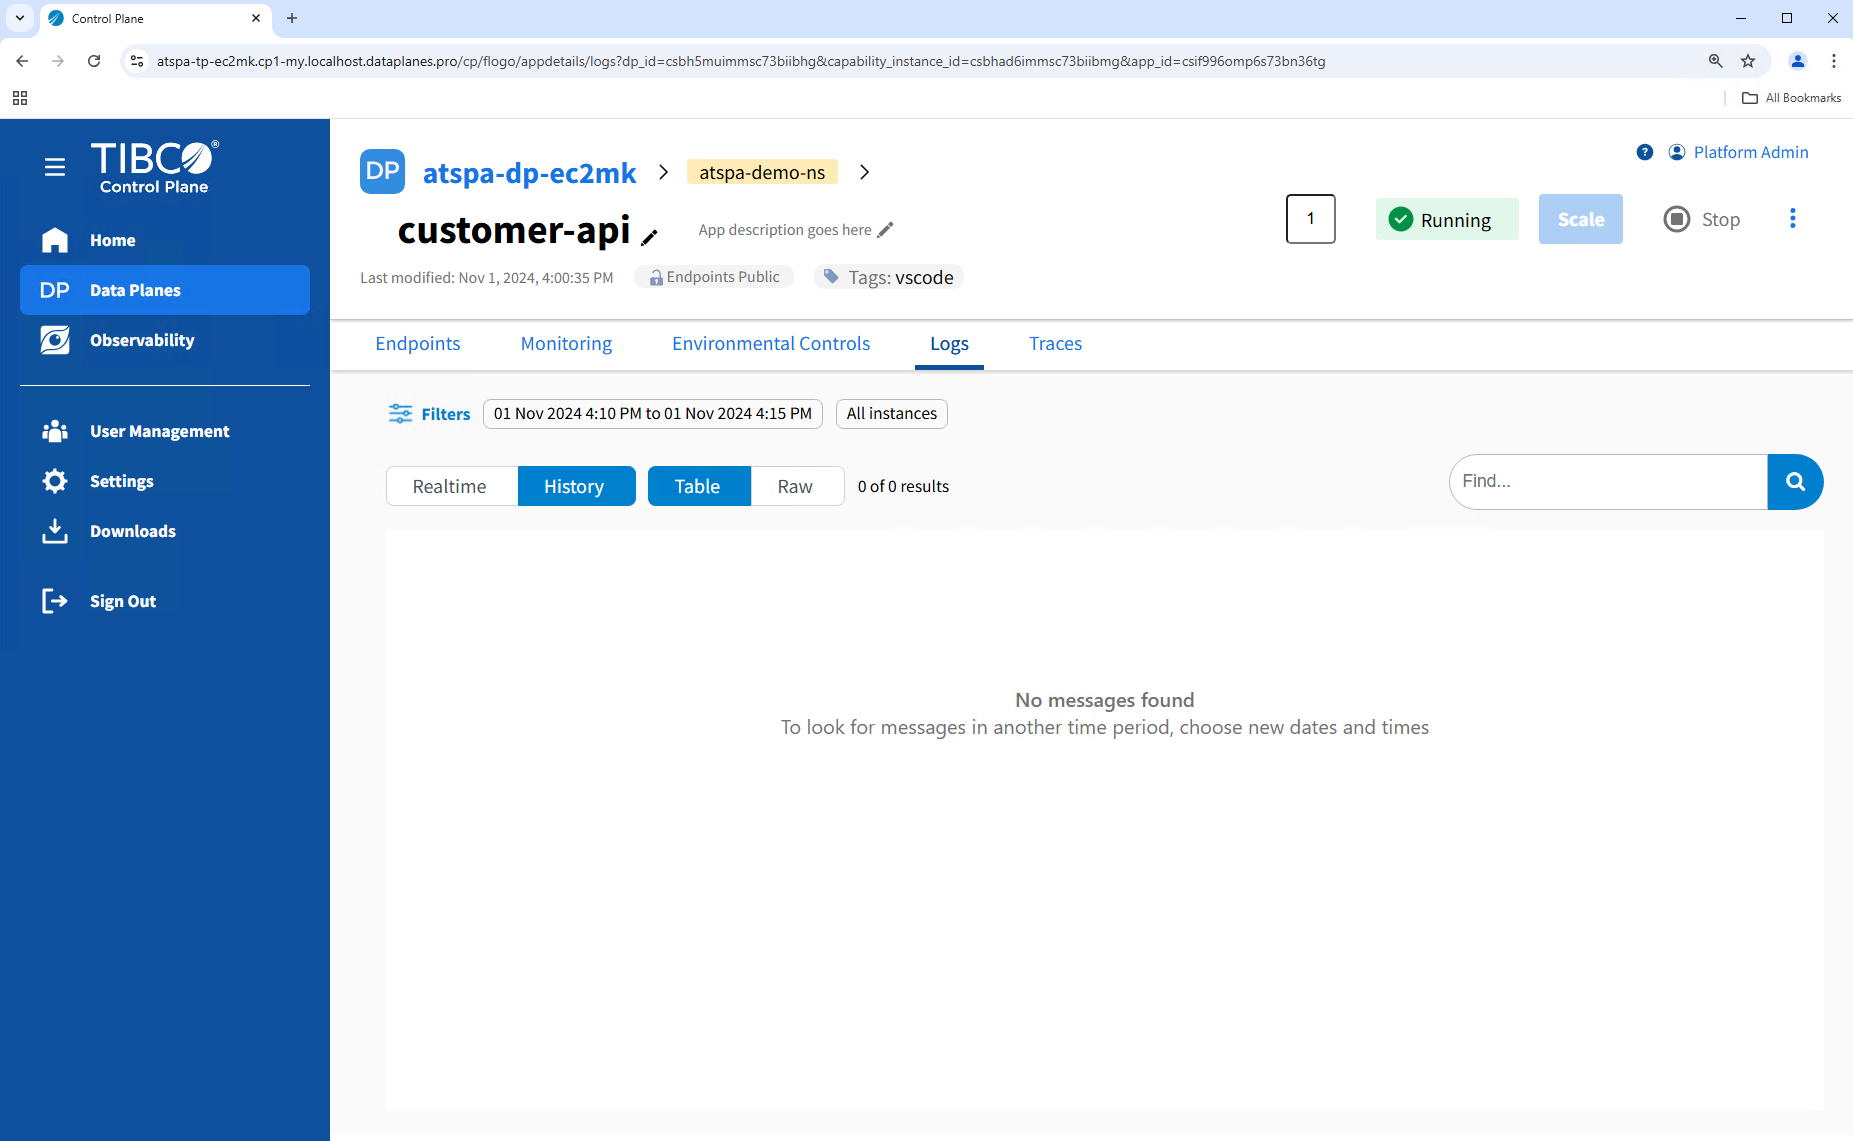 Control Plane
atspa-tp-ec2mk.cp1-my.localhost.dataplanes.pro/cp/flogo/appdetails/logs?dp_id=csbh5muimmsc73biibhg&capability_instance_id=csbhad6immsc73biibmg&app_id=csif996omp6s73bn36tg
All Bookmarks
TIBCO®
Control Plane
Home
DP Data Planes
Observability
User Management
Settings
Downloads
Sign Out
? Platform Admin
DP atspa-dp-ec2mk > atspa-demo-ns >
customer-api App description goes here
1 Running Scale Stop
Last modified: Nov 1, 2024, 4:00:35 PM Endpoints Public Tags: vscode
Endpoints Monitoring Environmental Controls Logs Traces
Filters 01 Nov 2024 4:10 PM to 01 Nov 2024 4:15 PM All instances
Realtime History Table Raw 0 of 0 results Find...
No messages found
To look for messages in another time period, choose new dates and times